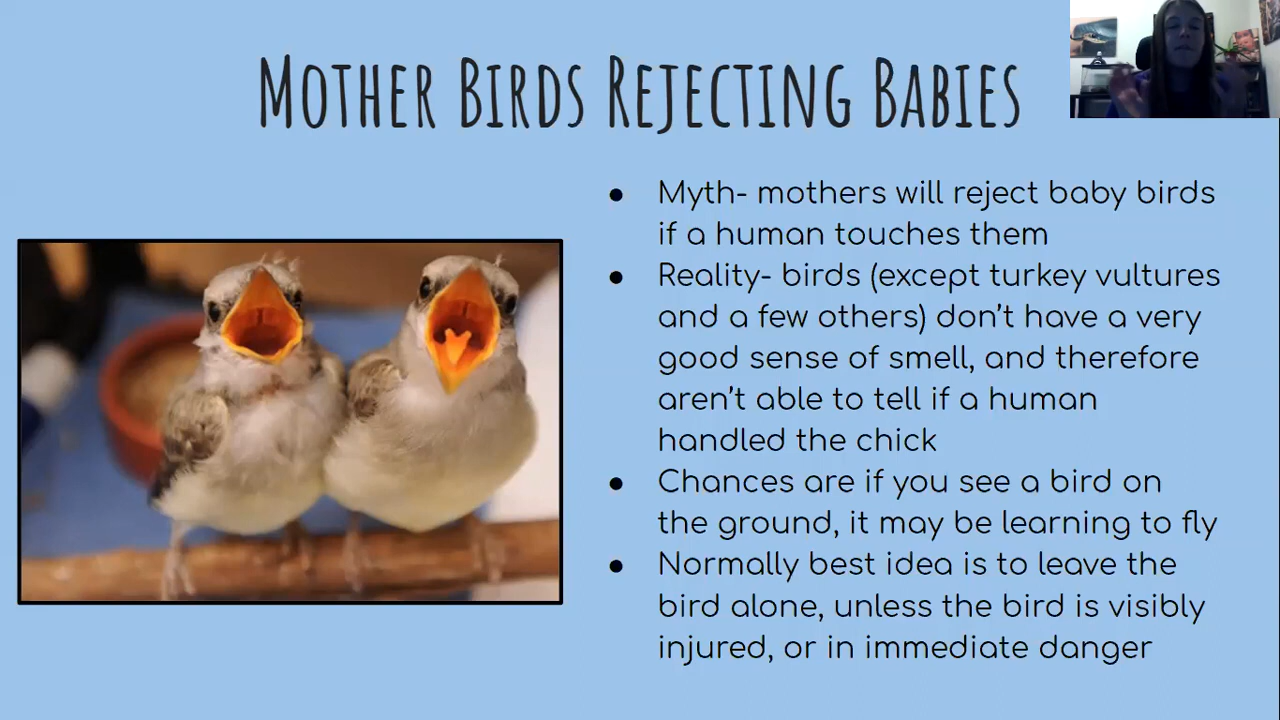 Mother Birds Rejecting Babies
● Myth- mothers will reject baby birds
if a human touches them
● Reality- birds (except turkey vultures
and a few others) don’t have a very
good sense of smell, and therefore
aren’t able to tell if a human
handled the chick
● Chances are if you see a bird on
the ground, it may be learning to fly
● Normally best idea is to leave the
bird alone, unless the bird is visibly
injured, or in immediate danger